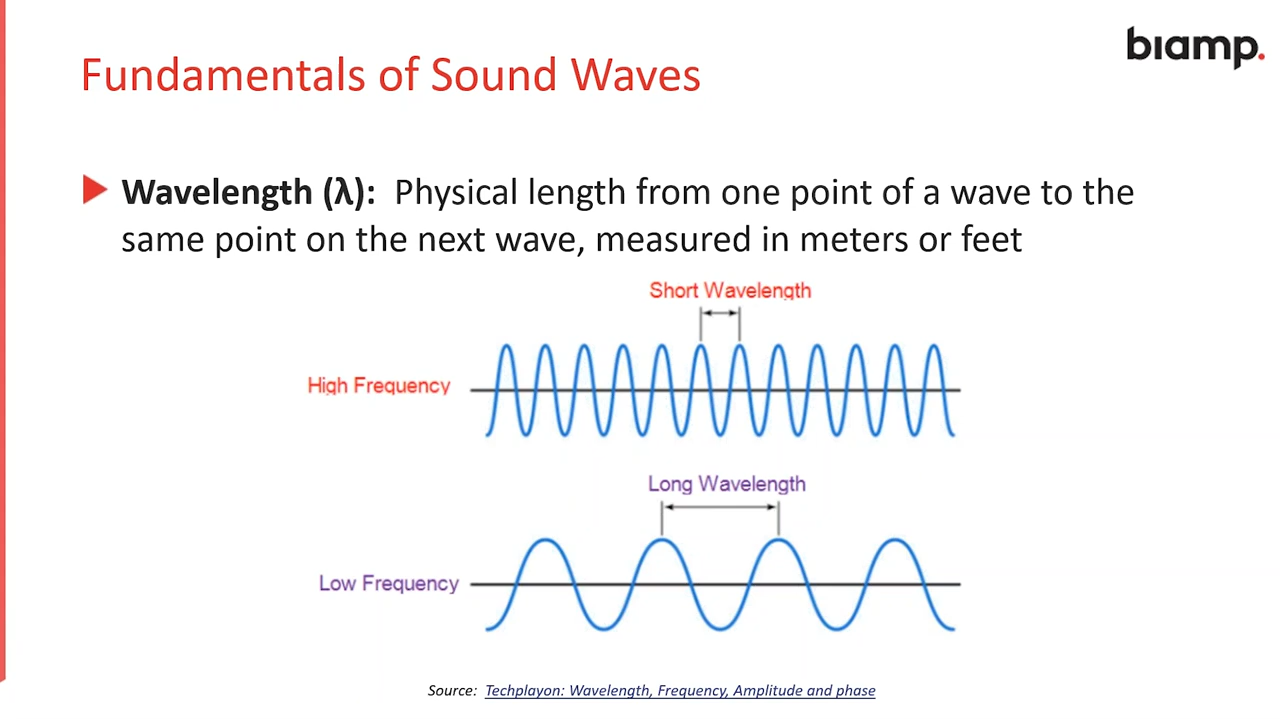 biamp.
Fundamentals of Sound Waves
Wavelength (λ): Physical length from one point of a wave to the
same point on the next wave, measured in meters or feet
Short Wavelength
High Frequency
Long Wavelength
Low Frequency
Source: Techplayon: Wavelength, Frequency, Amplitude and phase